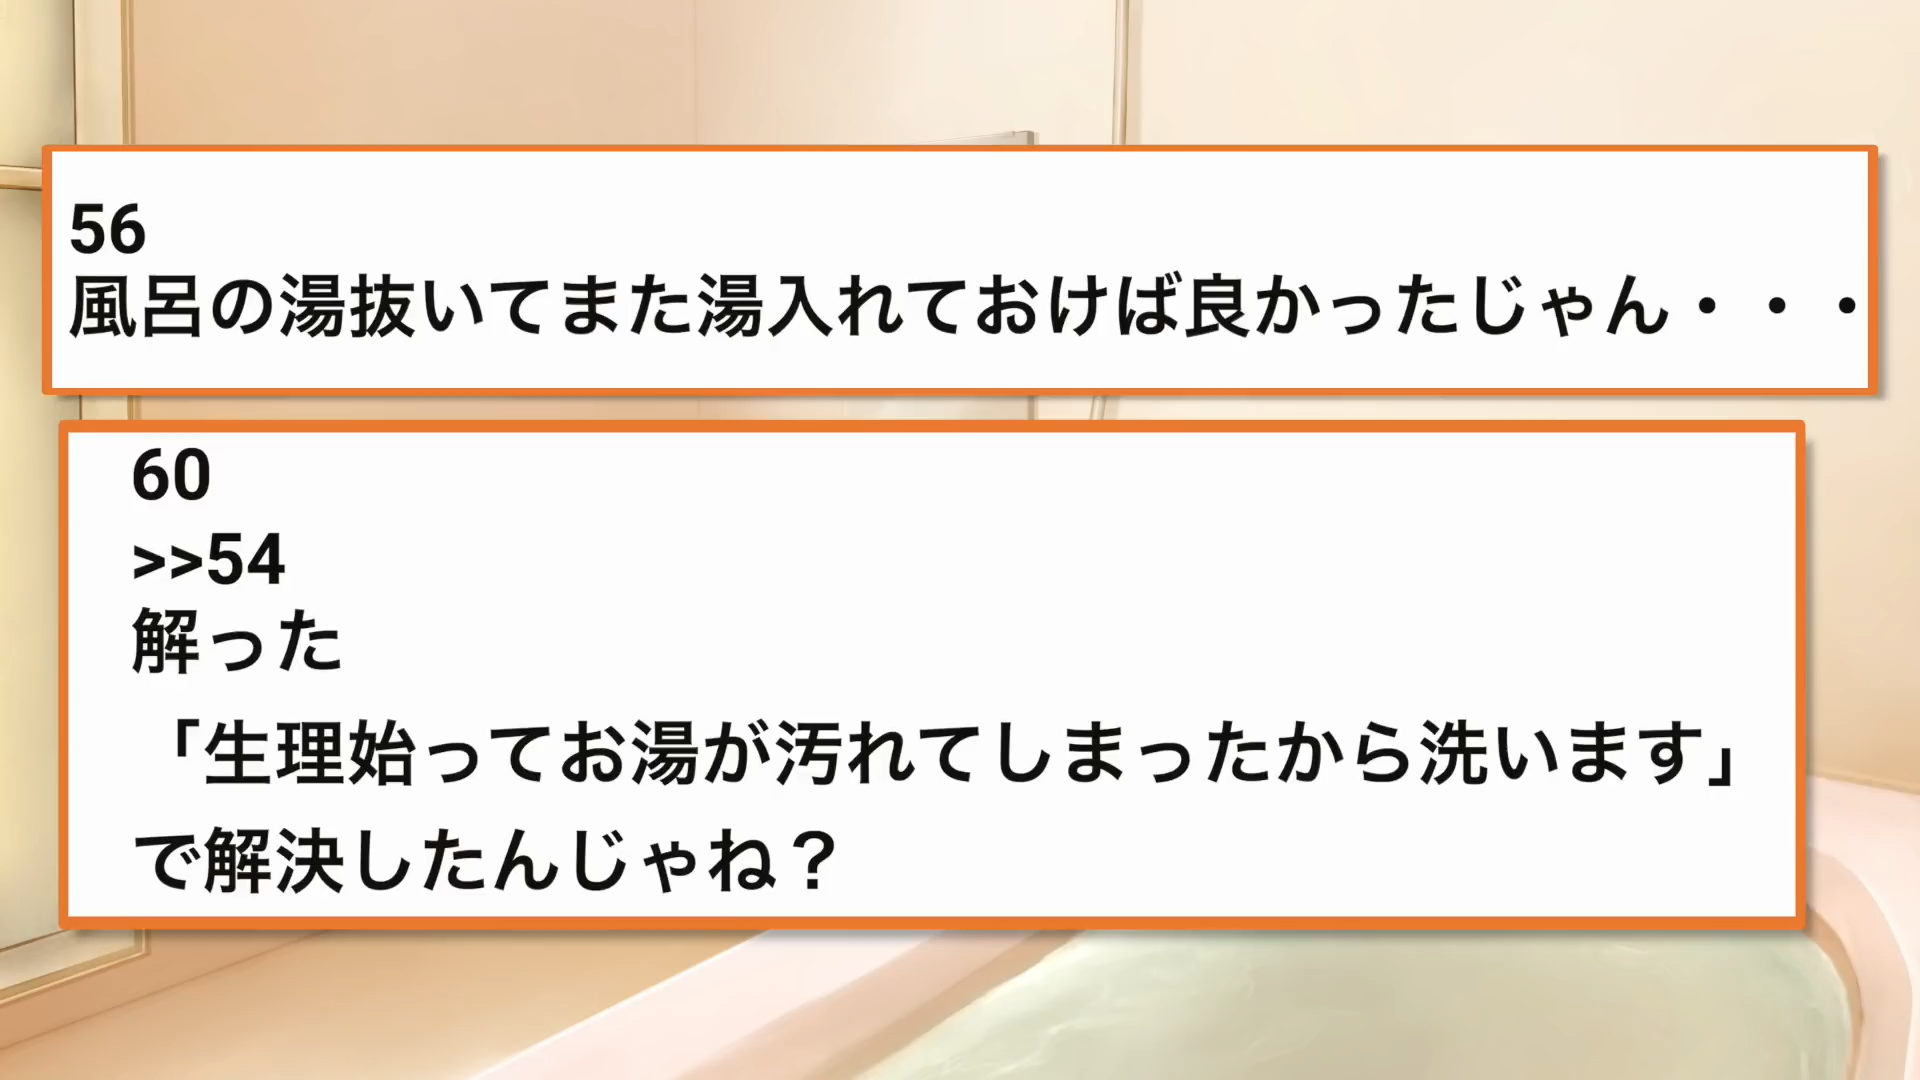 56
風呂の湯抜いてまた湯入れておけば良かったじゃん・・・
60
>>54
解った
「生理始ってお湯が汚れてしまったから洗います」
で解決したんじゃね？